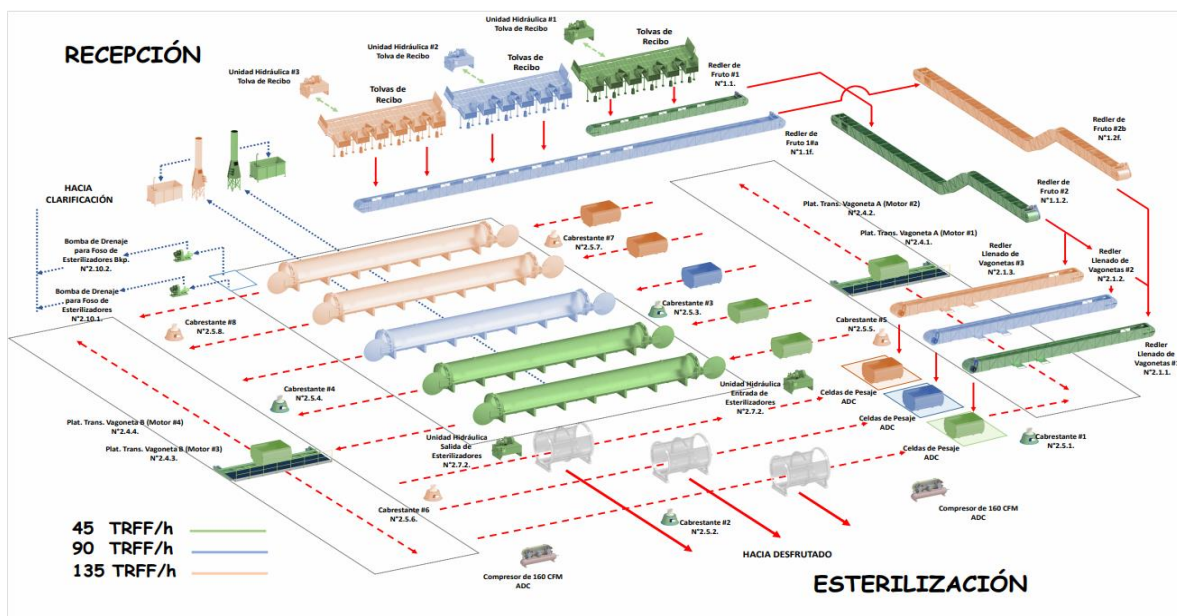 RECEPCIÓN
Unidad Hidráulica #1
Tolva de Recibo
Unidad Hidráulica #2
Tolva de Recibo
Unidad Hidráulica #3
Tolva de Recibo
Tolvas de
Recibo
Tolvas de
Recibo
Tolvas de
Recibo
Redler de
Fruto #1
N°1.1.
Redler de
Fruto 1#a
N°1.1f.
Redler de
Fruto #2b
N°1.2f.
Redler de
Fruto #2
N°1.1.2.
HACIA
CLARIFICACIÓN
Bomba de Drenaje
para Foso de
Esterilizadores Bkp.
N°2.10.2.
Bomba de Drenaje
para Foso de
Esterilizadores
N°2.10.1.
Plat. Trans. Vagoneta A (Motor #2)
N°2.4.2.
Plat. Trans. Vagoneta A (Motor #1)
N°2.4.1.
Redler
Llenado de
Vagonetas #3
N°2.1.3.
Redler
Llenado de
Vagonetas #2
N°2.1.2.
Redler
Llenado de
Vagonetas #1
N°2.1.1.
Cabrestante #7
N°2.5.7.
Cabrestante #3
N°2.5.3.
Cabrestante #5
N°2.5.5.
Cabrestante #8
N°2.5.8.
Cabrestante #4
N°2.5.4.
Unidad Hidráulica
Entrada de
Esterilizadores
N°2.7.2.
Celdas de Pesaje
ADC
Celdas de Pesaje
ADC
Celdas de Pesaje
ADC
Cabrestante #1
N°2.5.1.
Plat. Trans. Vagoneta B (Motor #4)
N°2.4.4.
Plat. Trans. Vagoneta B (Motor #3)
N°2.4.3.
Unidad Hidráulica
Salida de
Esterilizadores
N°2.7.2.
Cabrestante #6
N°2.5.6.
Cabrestante #2
N°2.5.2.
Compresor de 160 CFM
ADC
Compresor de 160 CFM
ADC
HACIA DESFRUTADO
45 TRFF/h
90 TRFF/h
135 TRFF/h
ESTERILIZACIÓN